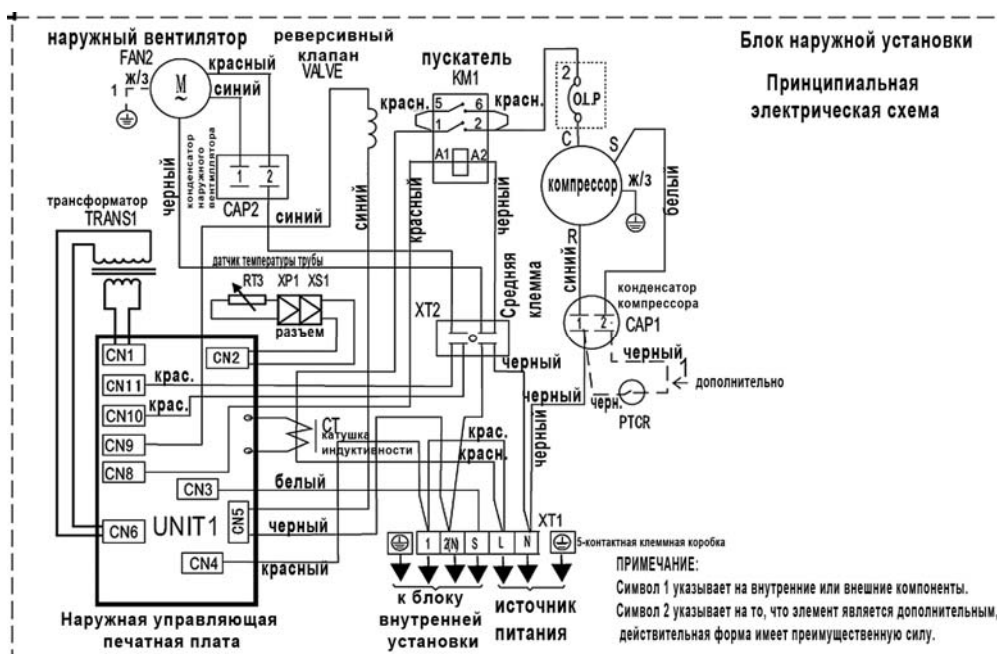 наружный вентилятор
FAN2
реверсивный
клапан
VALVE
пускатель
KM1
Блок наружной установки
Принципиальная
электрическая схема
красный
синий
ж/з
1
M
~
красн.
5
6
красн.
1
2
2
O.L.P
C
S
A1
A2
компрессор
ж/з
белый
R
черный
конденсатор
наружного
вентиллятора
1
2
CAP2
трансформатор
TRANS1
синий
синий
красный
черный
синий
конденсатор
компрессора
1
2
CAP1
датчик температуры трубы
RT3
XP1
XS1
разъем
XT2
Средняя
клемма
черный
черный
1
дополнительно
черный
черн.
PTCR
черный
CN1
CN2
CN11
крас.
CN10
крас.
CN9
CN8
CT
катушка
индуктивности
крас.
красн.
CN3
белый
CN6
UNIT1
CN5
черный
CN4
красный
1
2(N)
S
L
N
XT1
5-контактная клеммная коробка
Наружная управляющая
печатная плата
к блоку
внутренней
установки
источник
питания
ПРИМЕЧАНИЕ:
Символ 1 указывает на внутренние или внешние компоненты.
Символ 2 указывает на то, что элемент является дополнительным,
действительная форма имеет преимущественную силу.